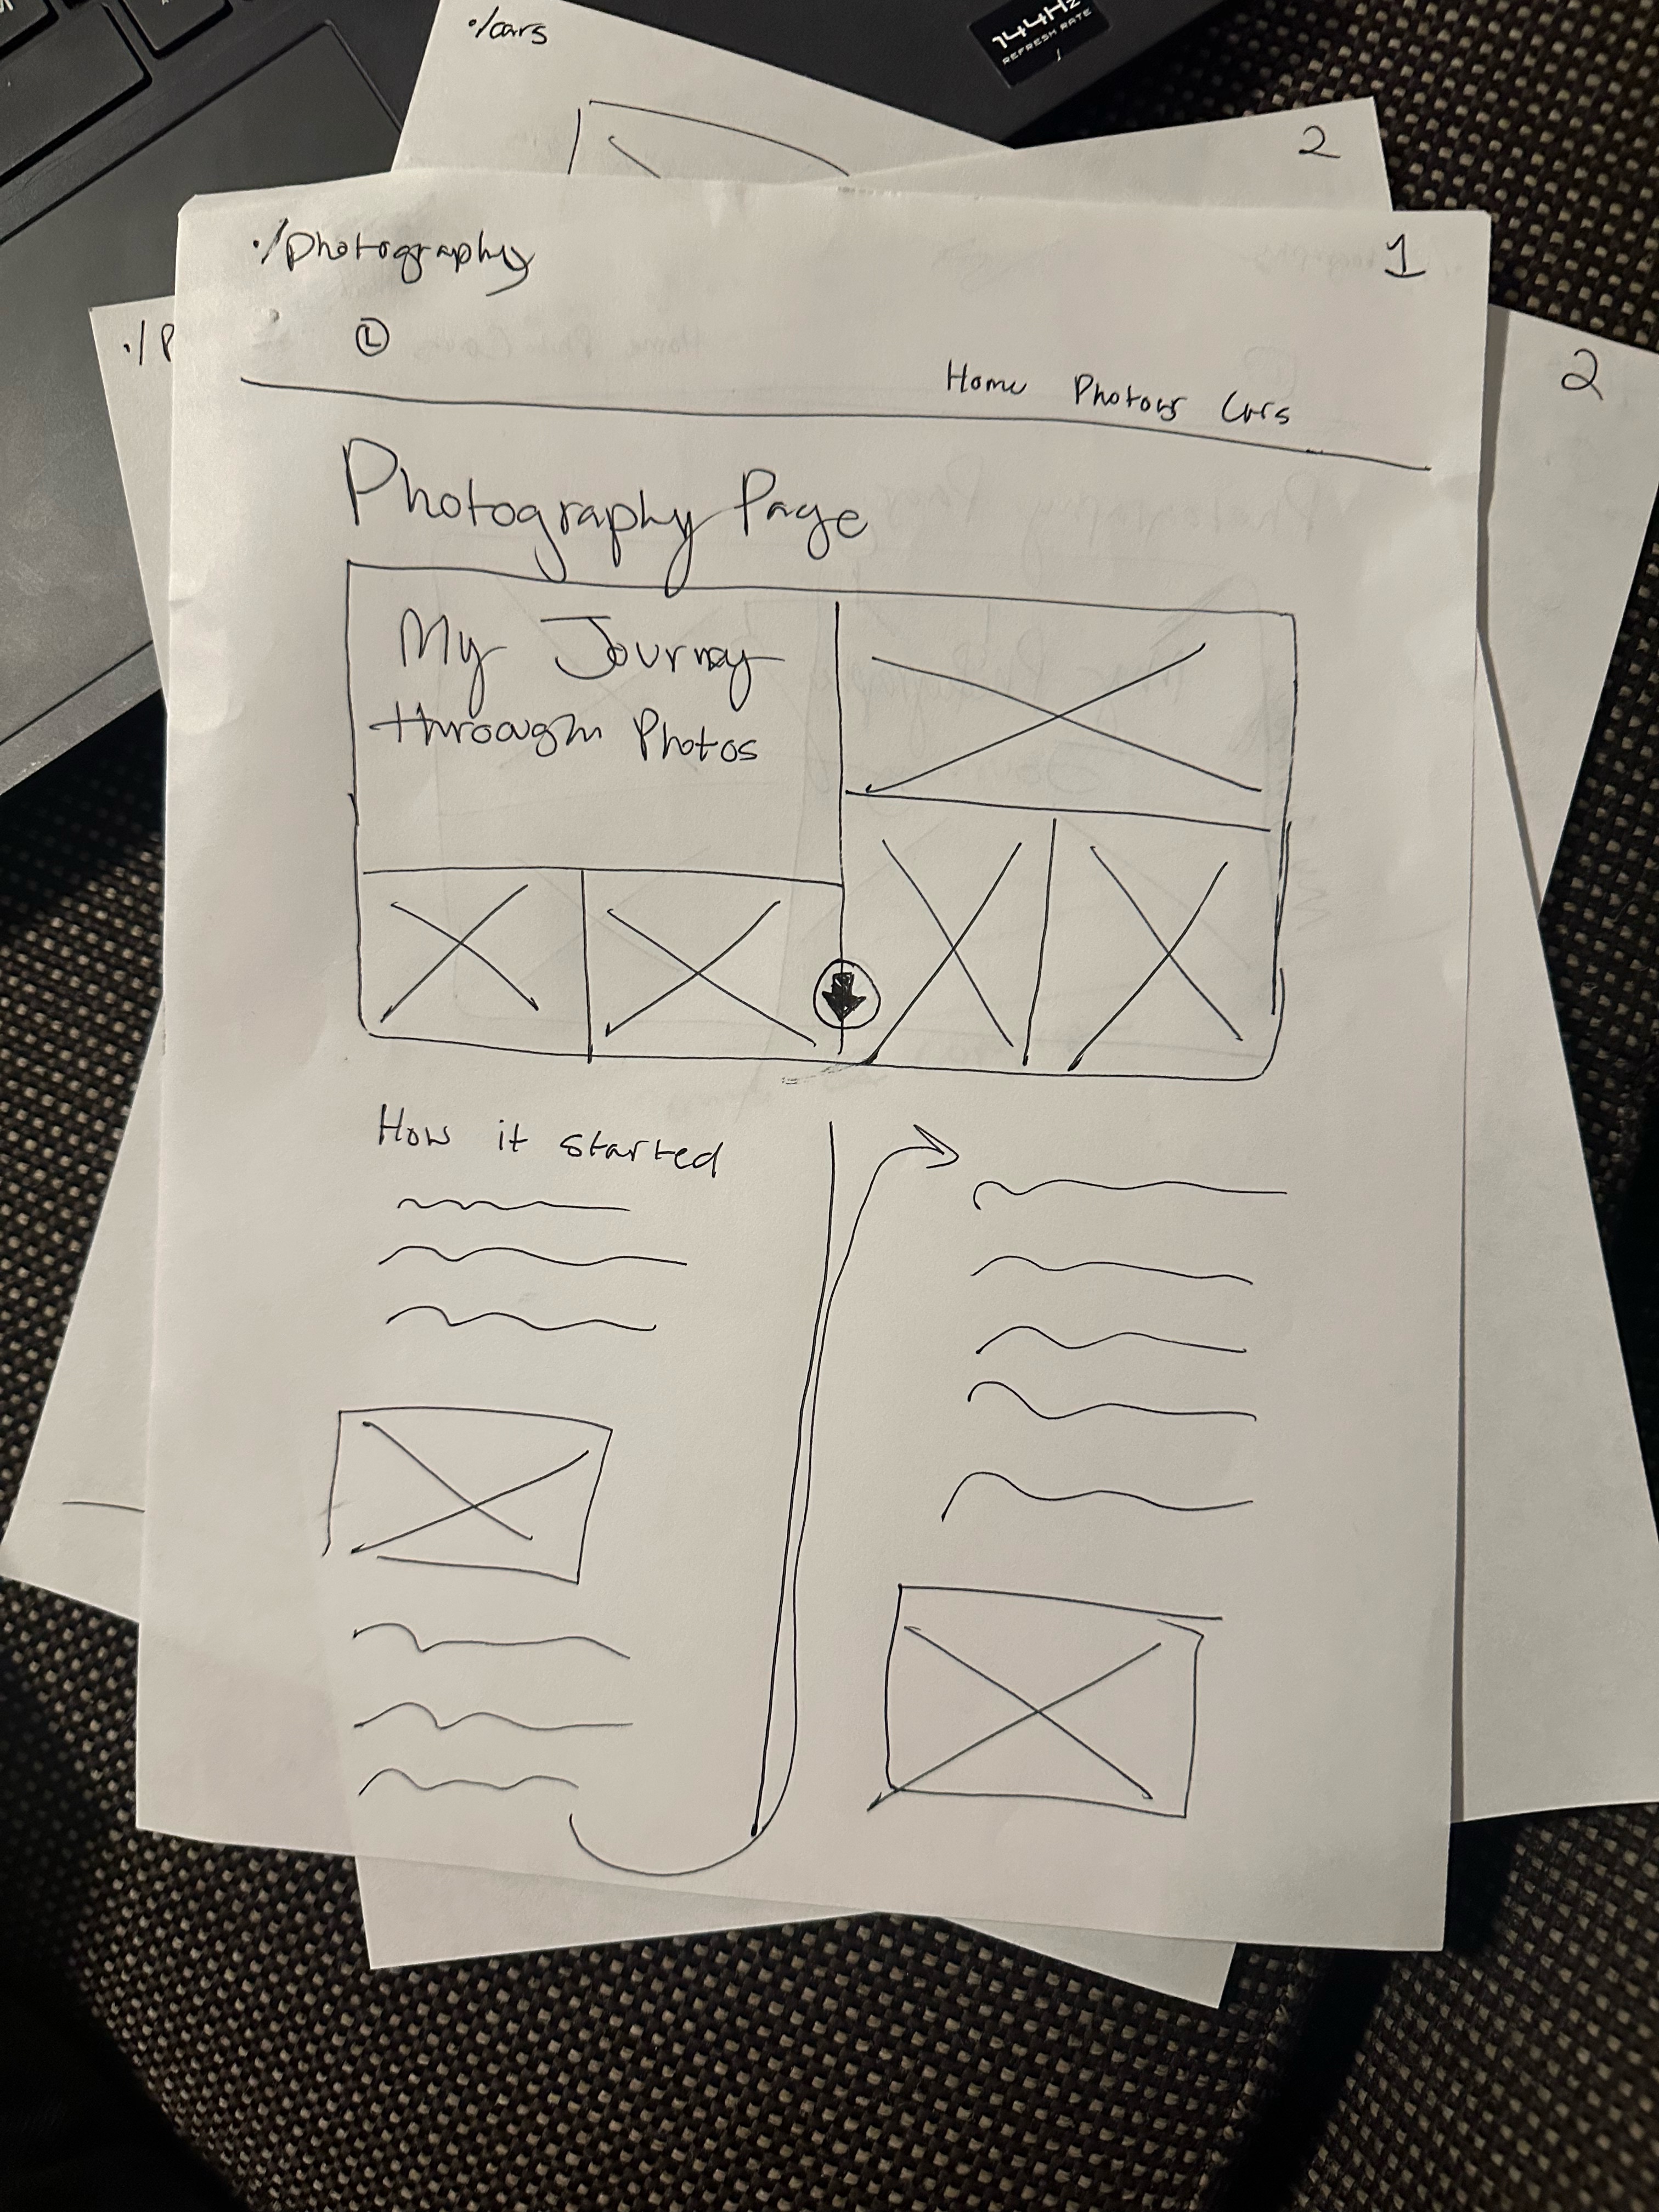 ./cars
144Hz
REFRESH RATE
2
./photography
1
./P
2
L
Home Photogr Cars
Photography Page
My Journey
through Photos
How it started